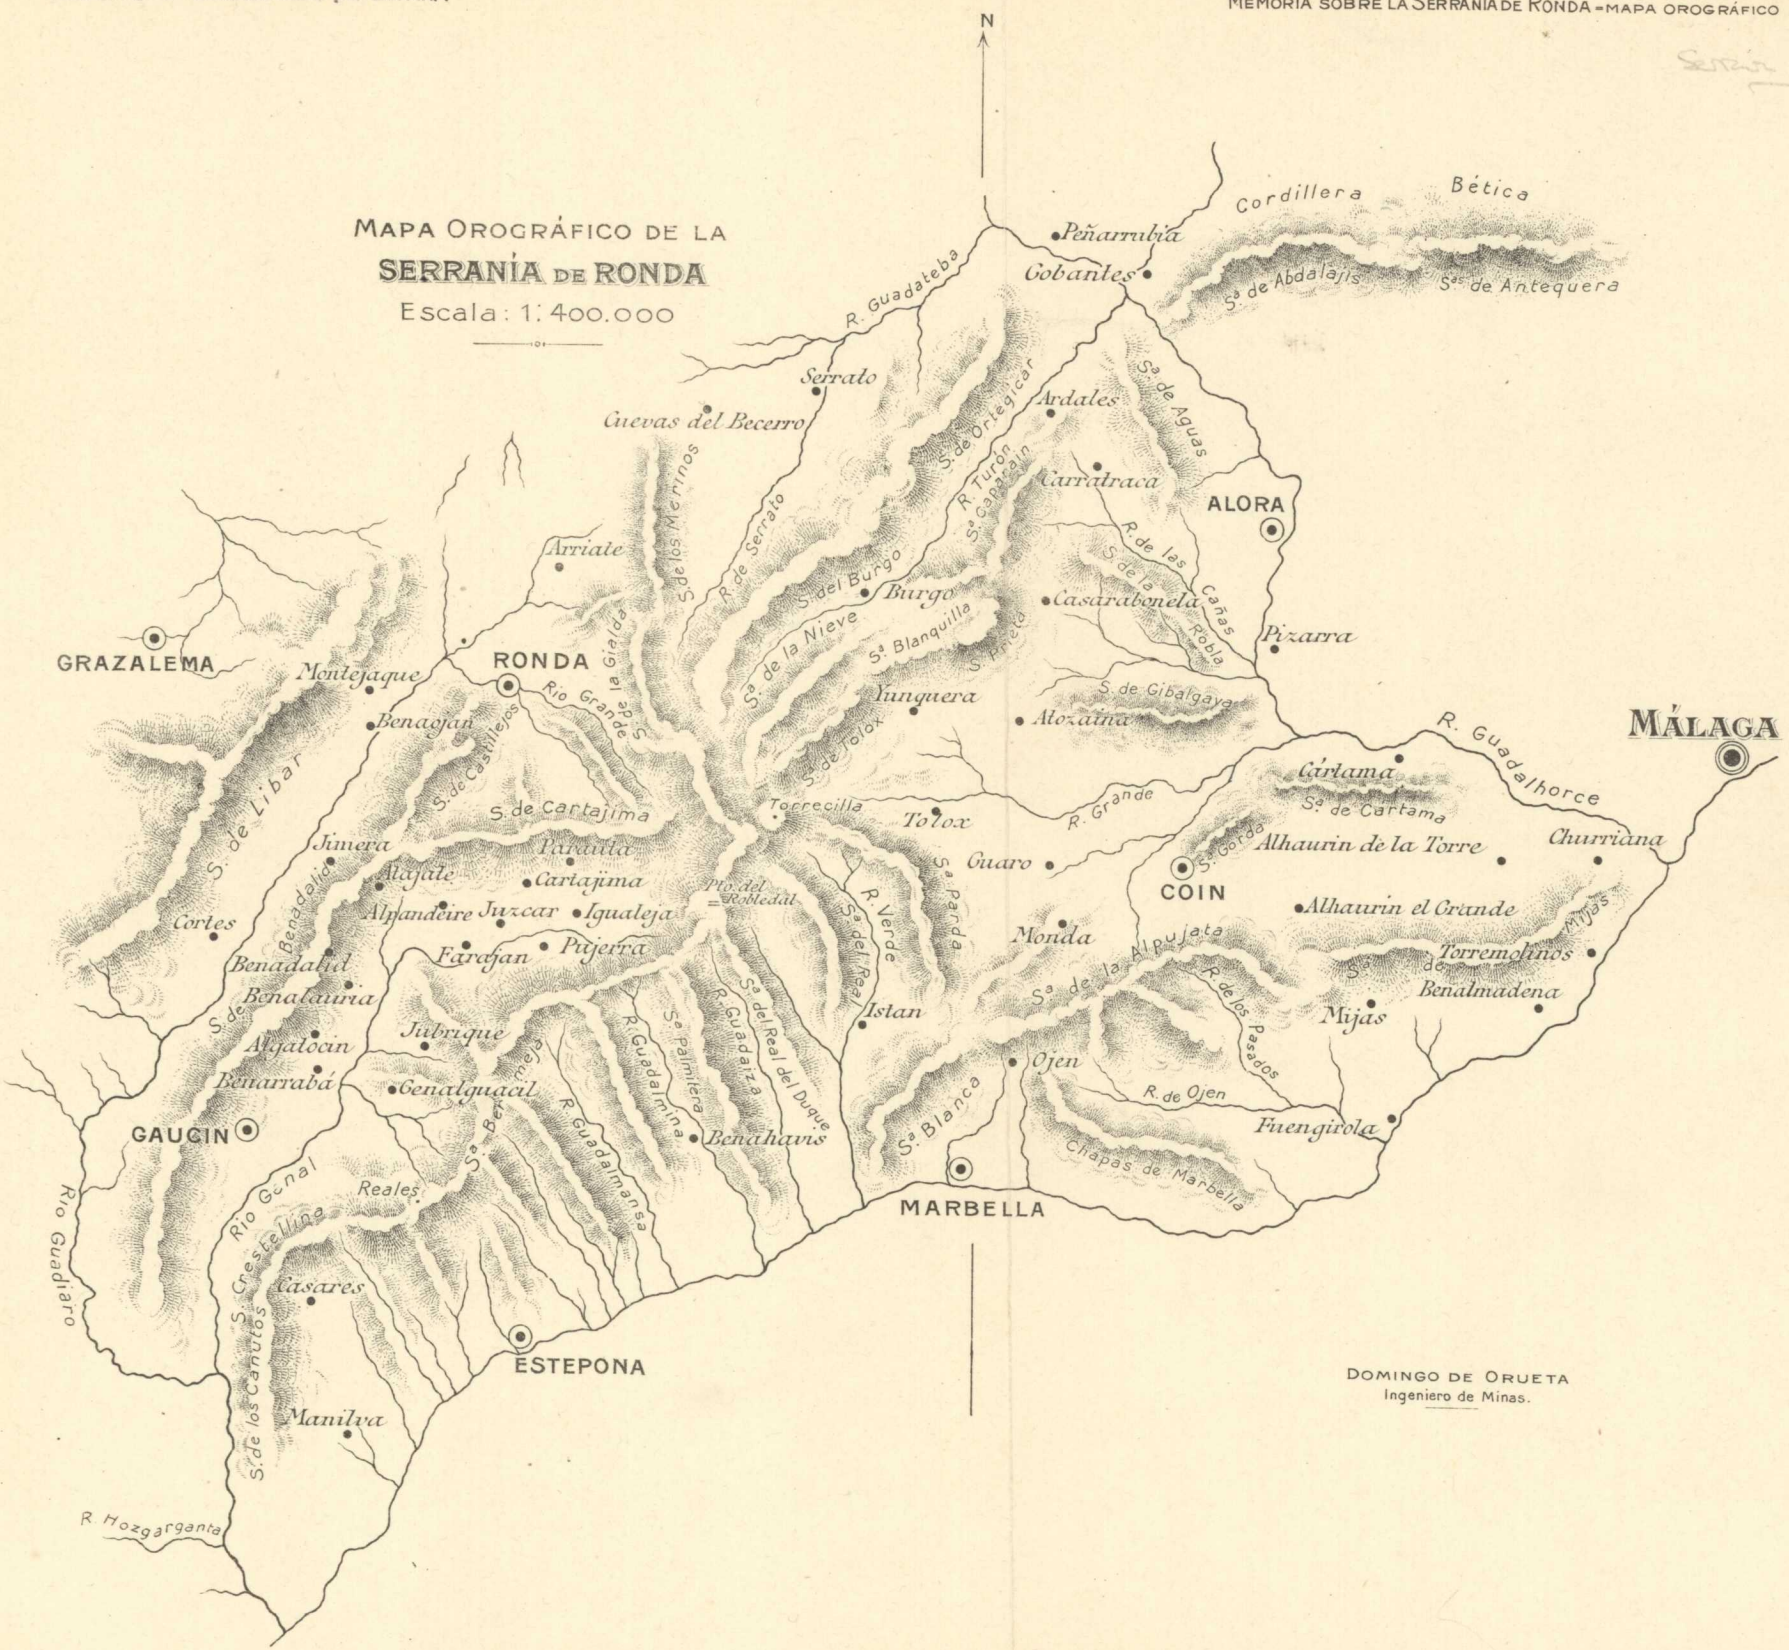 MEMORIA SOBRE LA SERRANÍA DE RONDA = MAPA OROGRÁFICO
N
MAPA OROGRÁFICO DE LA
SERRANÍA DE RONDA
Escala: 1:400.000
Cordillera Bética
Peñarrubia
Gobantes
Sª de Abdalajis
Sas de Antequera
R. Guadateba
Serrato
Cuevas del Becerro
Ardales
Sª de Aguas
S. de Ortegicar
R. Turón
Sª Caparain
Carratraca
ALORA
S. de los Merinos
R. de Serrato
Arriate
R. de las Cañas
S. de la Robla
S. del Burgo
Burgo
Casarabonela
Pizarra
GRAZALEMA
Montejaque
RONDA
S. de la Gialda
Sª de la Nieve
Sª Blanquilla
S. Prieta
Rio Grande
Benaojan
S. de Castillejos
Yunquera
S. de Tolox
Alozaina
S. de Gibalgaya
R. Guadalhorce
MÁLAGA
S. de Libar
S. de Cartajima
Torrecilla
Tolox
R. Grande
Cártama
Sª de Cartama
S. Gorda
Alhaurin de la Torre
Churriana
Jimera
Parauta
Guaro
COIN
Atajate
Cartajima
Pto. del Robledal
Sª Parda
Alpandeire
Juzcar
Igualeja
R. Verde
Sª del Real
Alhaurin el Grande
Cortes
Farajan
Pujerra
Monda
Sª de la Alpujata
Sª de Mijas
Torremolinos
S. de Benadalid
Benadalid
Benalauria
Benalmadena
Istan
R. de los Pasados
Mijas
Jubrique
Algatocin
Benarrabá
Genalguacil
Ojen
R. de Ojen
Sª Bermeja
R. Guadalmina
Sª Palmitera
R. Guadaiza
Sª del Real del Duque
R. Guadalmansa
Benahavis
Sª Blanca
Fuengirola
Chapas de Marbella
GAUCIN
MARBELLA
Rio Guadiaro
Rio Genal
Reales
S. Crestellina
Casares
S. de los Canutos
ESTEPONA
Manilva
R. Hozgarganta
DOMINGO DE ORUETA
Ingeniero de Minas.